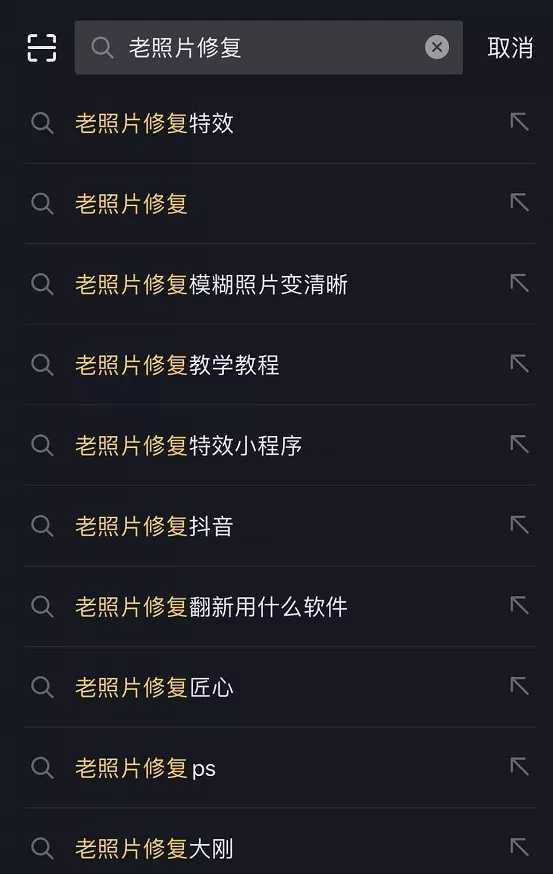 老照片修复 取消
老照片修复特效
老照片修复
老照片修复模糊照片变清晰
老照片修复教学教程
老照片修复特效小程序
老照片修复抖音
老照片修复翻新用什么软件
老照片修复匠心
老照片修复ps
老照片修复大刚